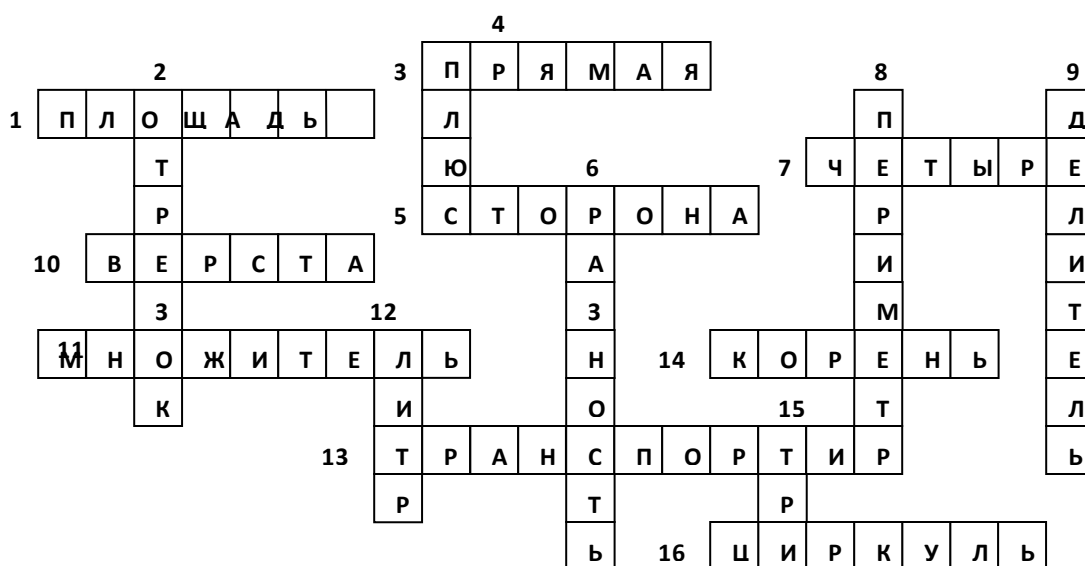 4
2 3 П Р Я М А Я 8 9
1 П Л О Щ А Д Ь Л П Д
Т Ю 6 7 Ч Е Т Ы Р Е
Р 5 С Т О Р О Н А Р Л
10 В Е Р С Т А А И И
З 12 З М Т
11 М Н О Ж И Т Е Л Ь Н 14 К О Р Е Н Ь Е
К И О 15 Т Л
13 Т Р А Н С П О Р Т И Р Ь
Р Т Р
Ь 16 Ц И Р К У Л Ь